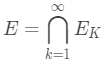 $E = \bigcap_{k=1}^{\infty} E_K$